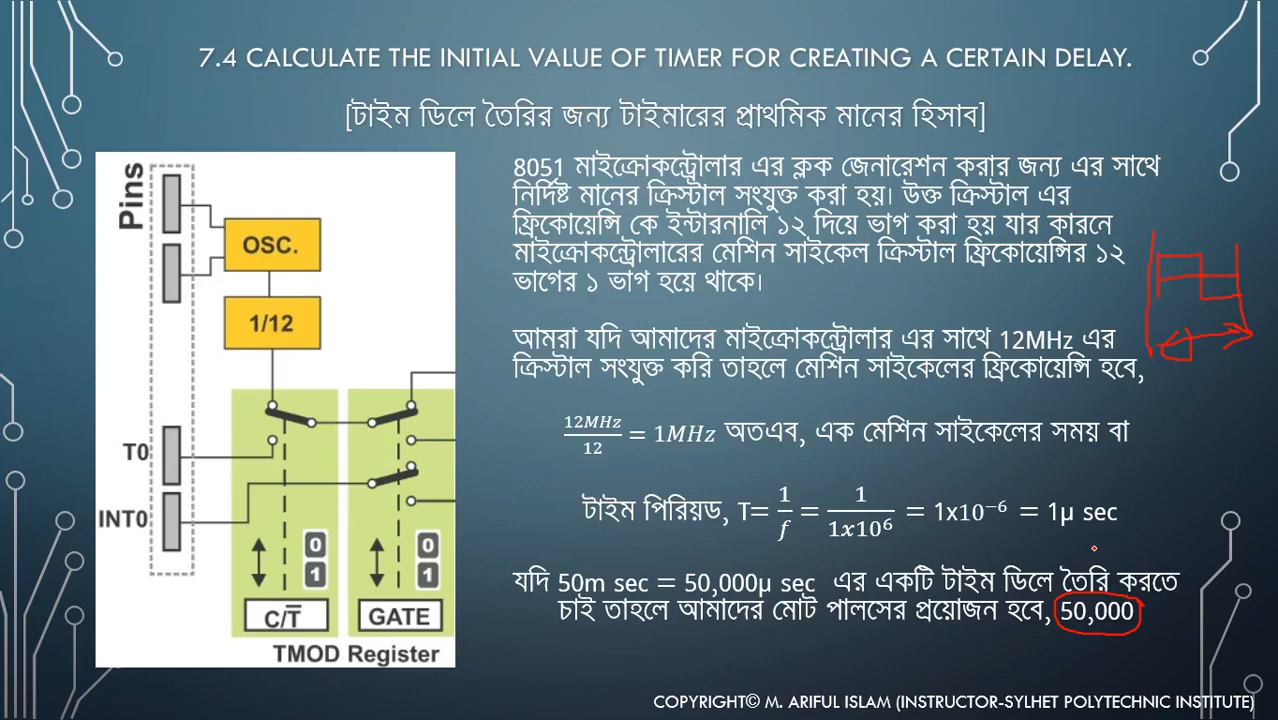 7.4 CALCULATE THE INITIAL VALUE OF TIMER FOR CREATING A CERTAIN DELAY.
[টাইম ডিলে তৈরির জন্য টাইমারের প্রাথমিক মানের হিসাব]
Pins
OSC.
1/12
T0
INT0
0
1
0
1
C/T̅
GATE
TMOD Register
8051 মাইক্রোকন্ট্রোলার এর ক্লক জেনারেশন করার জন্য এর সাথে
নির্দিষ্ট মানের ক্রিস্টাল সংযুক্ত করা হয়। উক্ত ক্রিস্টাল এর
ফ্রিকোয়েন্সি কে ইন্টারনালি ১২ দিয়ে ভাগ করা হয় যার কারনে
মাইক্রোকন্ট্রোলারের মেশিন সাইকেল ক্রিস্টাল ফ্রিকোয়েন্সির ১২
ভাগের ১ ভাগ হয়ে থাকে।
আমরা যদি আমাদের মাইক্রোকন্ট্রোলার এর সাথে 12MHz এর
ক্রিস্টাল সংযুক্ত করি তাহলে মেশিন সাইকেলের ফ্রিকোয়েন্সি হবে,
12MHz/12 = 1MHz অতএব, এক মেশিন সাইকেলের সময় বা
টাইম পিরিয়ড, T= 1/f = 1/1x10⁶ = 1x10⁻⁶ = 1µ sec
যদি 50m sec = 50,000µ sec এর একটি টাইম ডিলে তৈরি করতে
চাই তাহলে আমাদের মোট পালসের প্রয়োজন হবে, 50,000
COPYRIGHT© M. ARIFUL ISLAM (INSTRUCTOR-SYLHET POLYTECHNIC INSTITUTE)